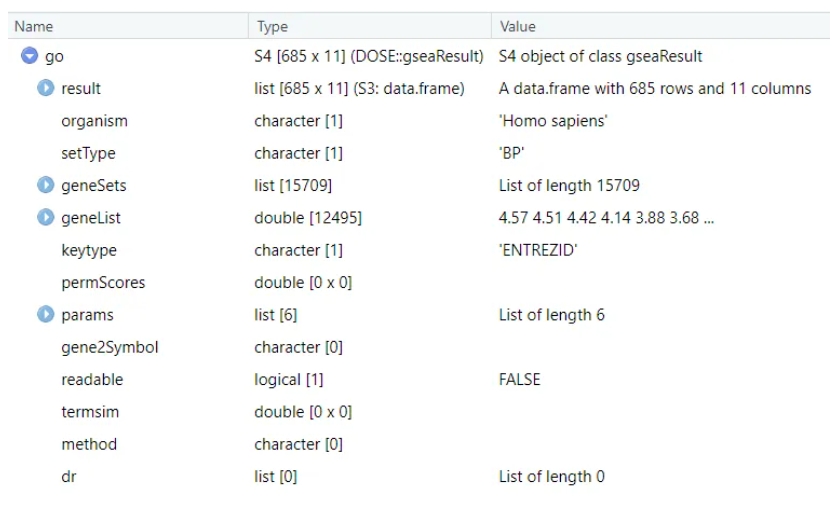 Name Type Value
go S4 [685 x 11] (DOSE::gseaResult) S4 object of class gseaResult
result list [685 x 11] (S3: data.frame) A data.frame with 685 rows and 11 columns
organism character [1] 'Homo sapiens'
setType character [1] 'BP'
geneSets list [15709] List of length 15709
geneList double [12495] 4.57 4.51 4.42 4.14 3.88 3.68 ...
keytype character [1] 'ENTREZID'
permScores double [0 x 0]
params list [6] List of length 6
gene2Symbol character [0]
readable logical [1] FALSE
termsim double [0 x 0]
method character [0]
dr list [0] List of length 0